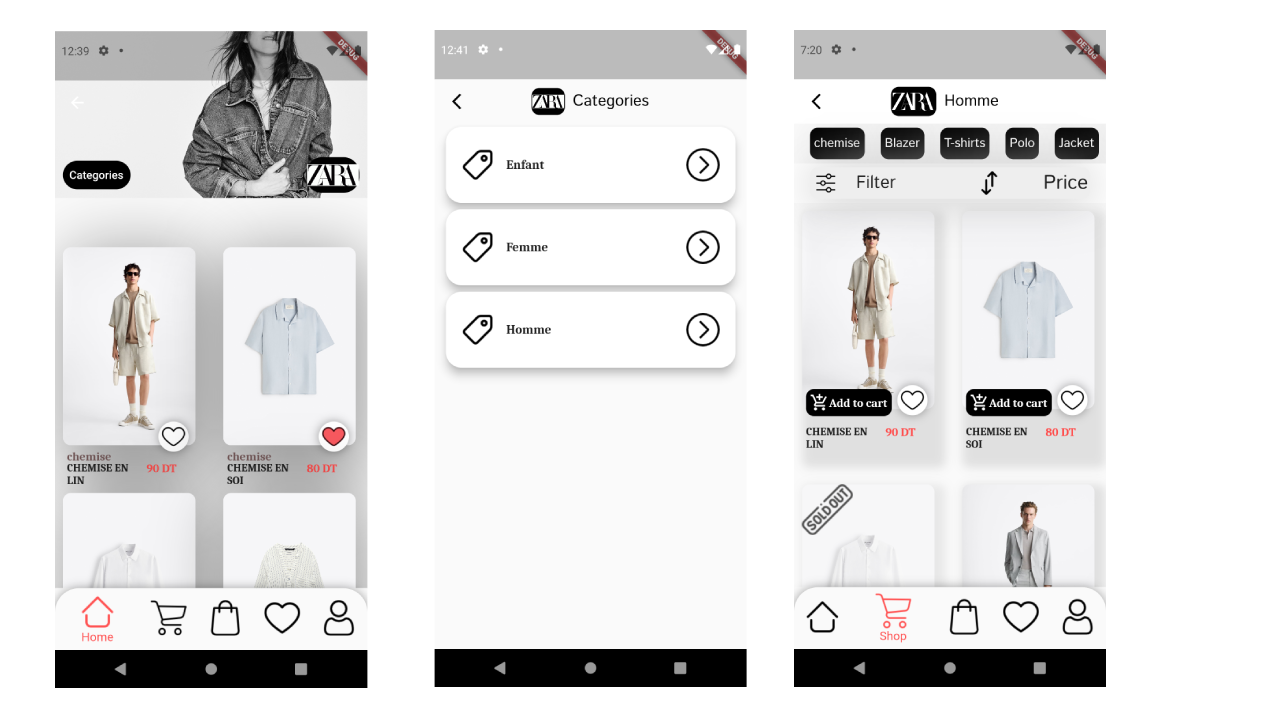 12:39
DEBUG
Categories
ZARA
chemise
CHEMISE EN
LIN
90 DT
chemise
CHEMISE EN
SOI
80 DT
Home
12:41
DEBUG
ZARA
Categories
Enfant
Femme
Homme
7:20
DEBUG
ZARA
Homme
chemise
Blazer
T-shirts
Polo
Jacket
Filter
Price
Add to cart
Add to cart
CHEMISE EN
LIN
90 DT
CHEMISE EN
SOI
80 DT
SOLD OUT
Shop